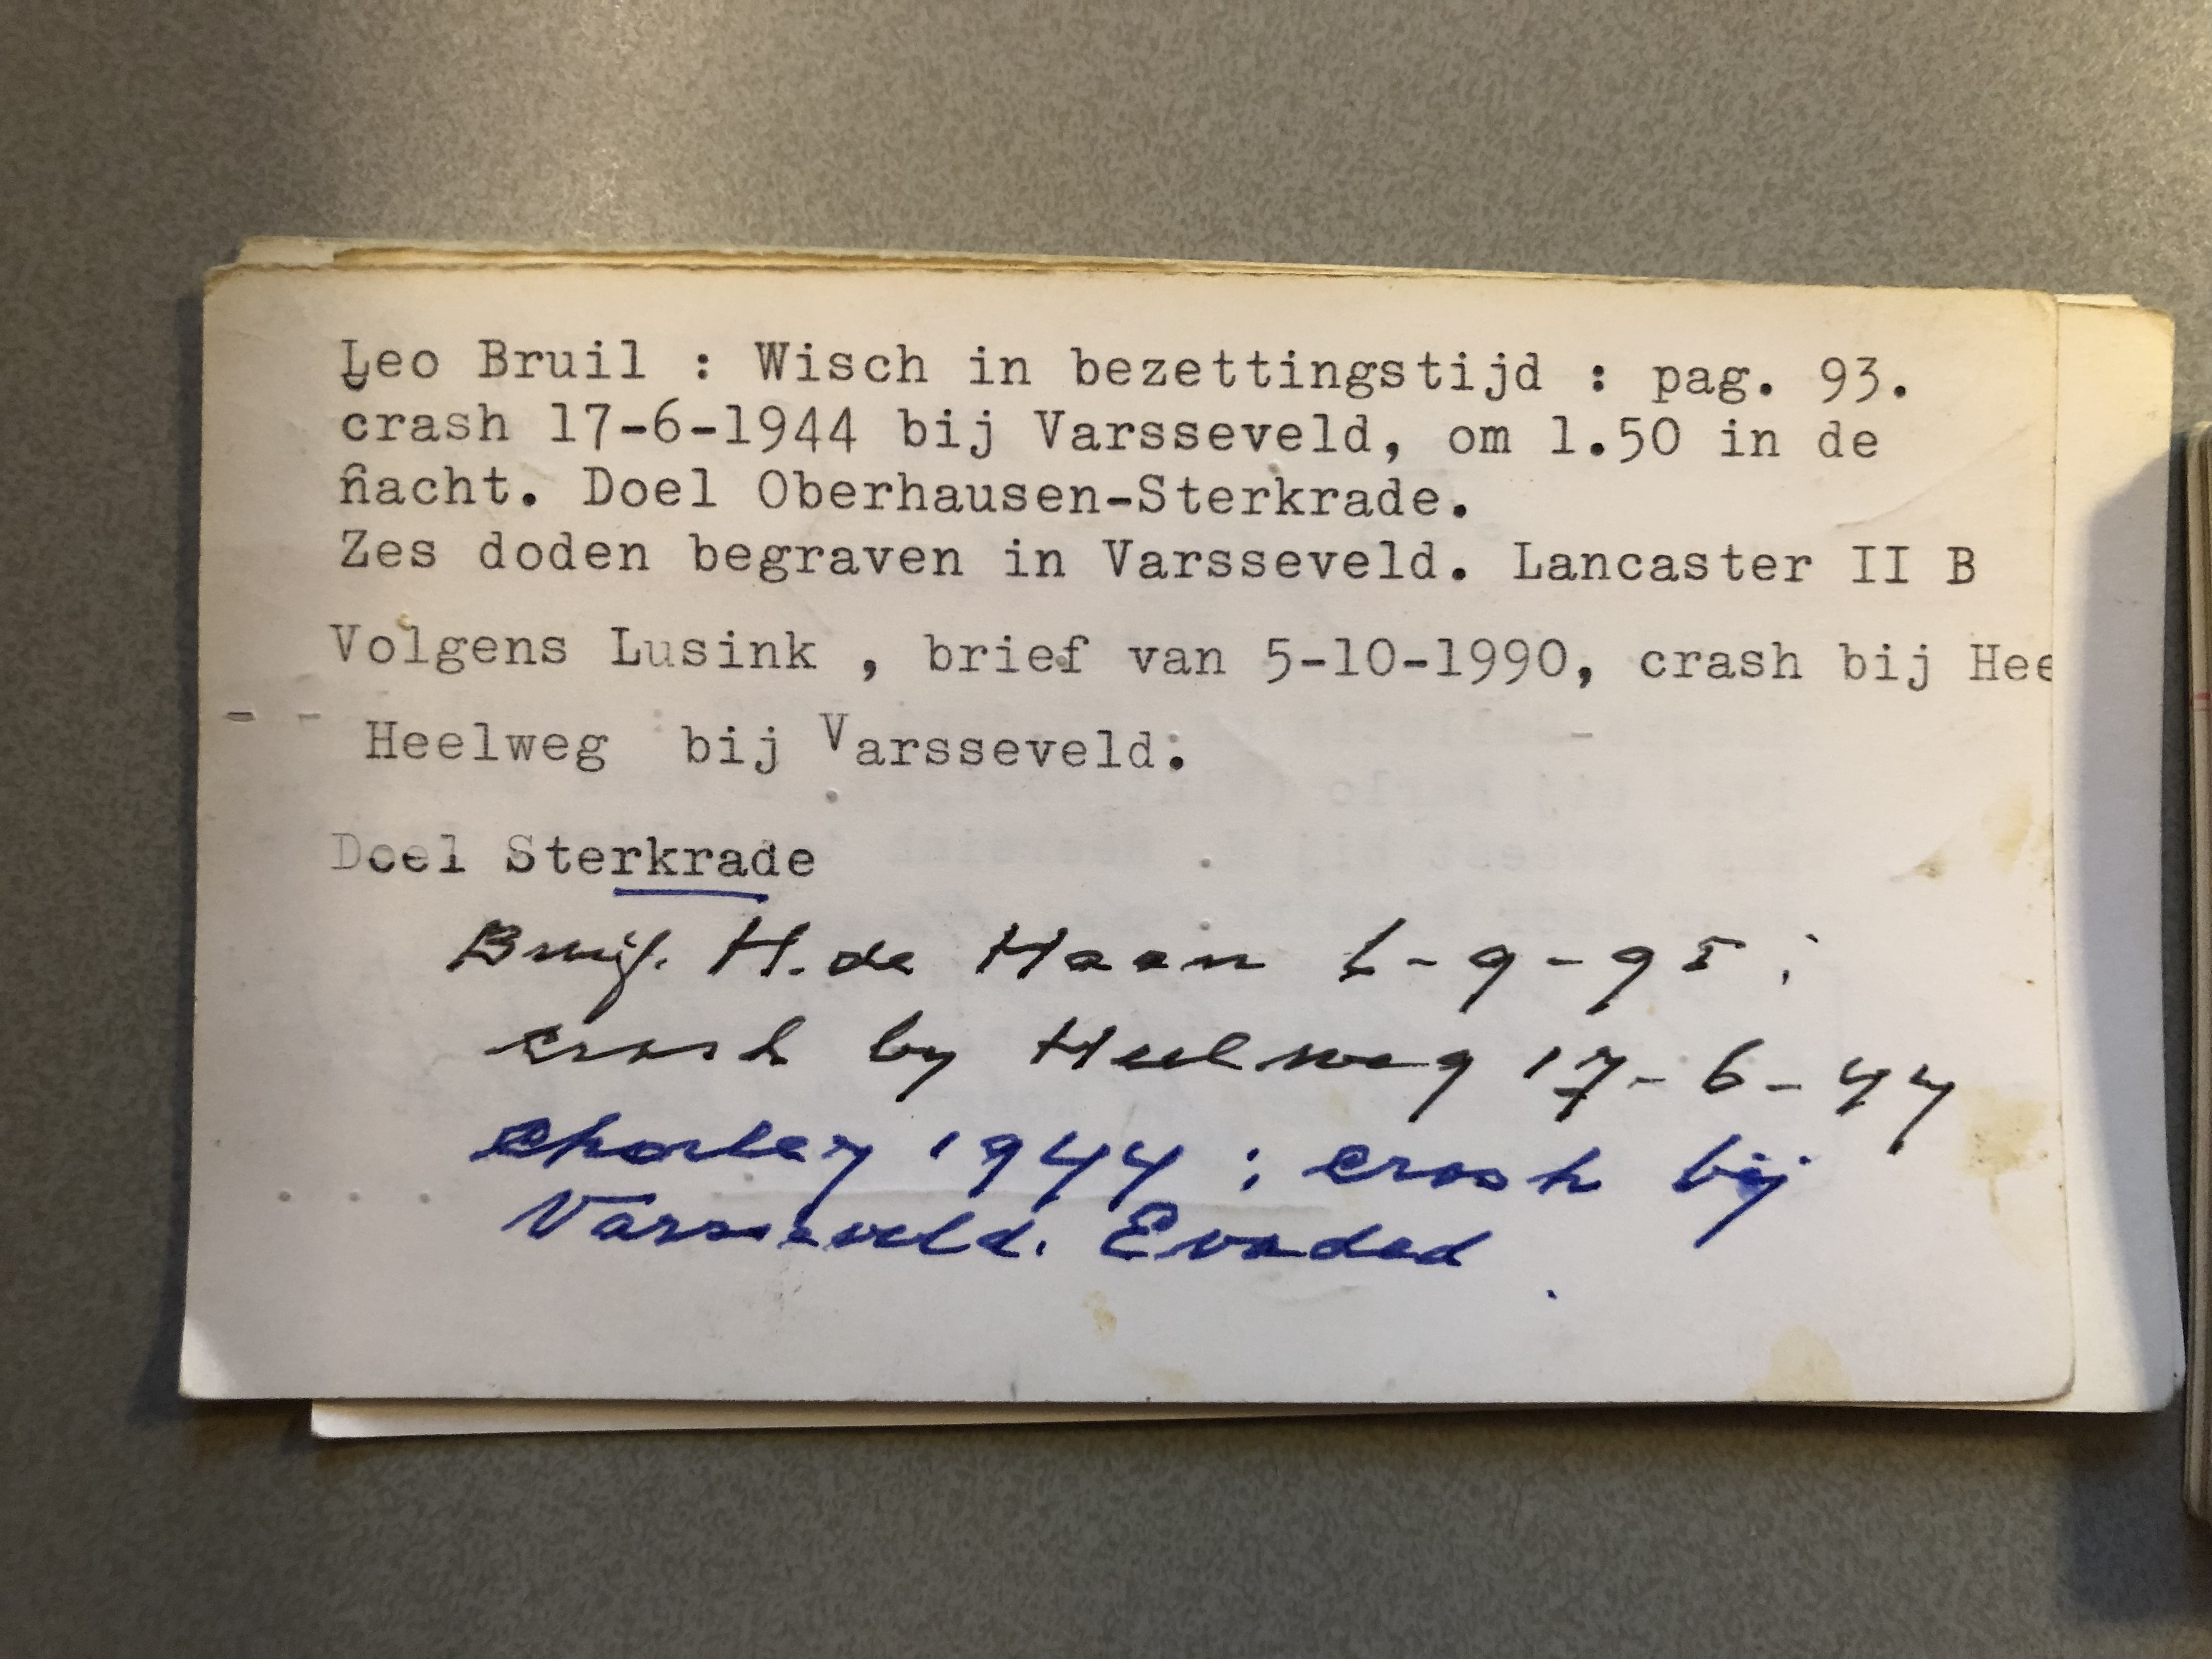 Leo Bruil : Wisch in bezettingstijd : pag. 93.
crash 17-6-1944 bij Varsseveld, om 1.50 in de
nacht. Doel Oberhausen-Sterkrade.
Zes doden begraven in Varsseveld. Lancaster II B
Volgens Lusink , brief van 5-10-1990, crash bij Hee
Heelweg bij Varsseveld.
Doel Sterkrade
H. de Haan -9-95 :
crash by Heelweg 17-6-44
Chorley 1944 : crash bij
Varsseveld. Evaded